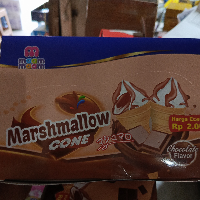 Marshmallow
CONE
Harga
Rp 2.0
Chocolate
Flavor